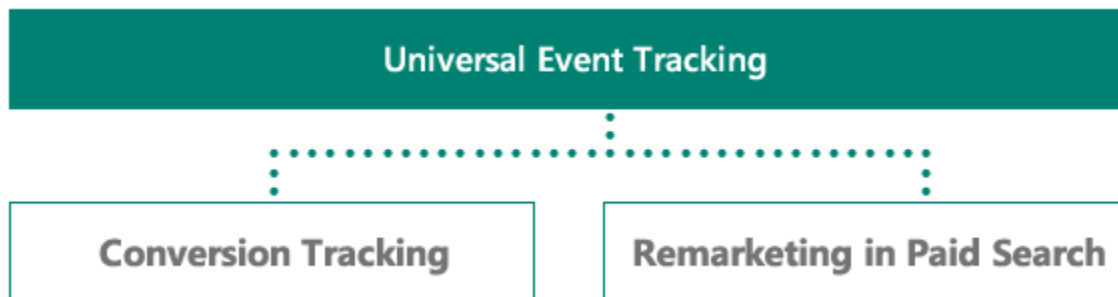 Universal Event Tracking
Conversion Tracking
Remarketing in Paid Search